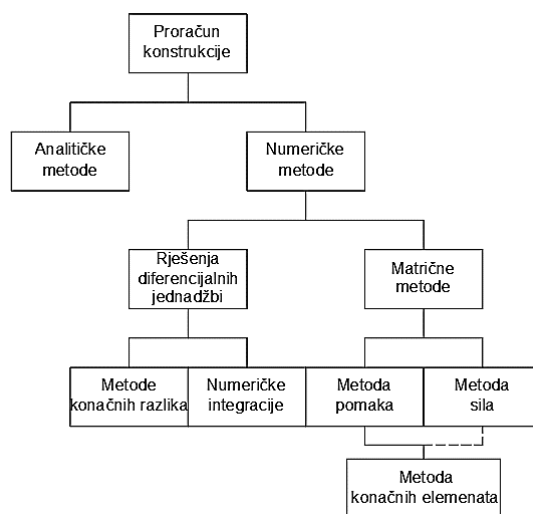 Proračun
konstrukcije
Analitičke
metode
Numeričke
metode
Rješenja
diferencijalnih
jednadžbi
Matrične
metode
Metode
konačnih razlika
Numeričke
integracije
Metoda
pomaka
Metoda
sila
Metoda
konačnih elemenata